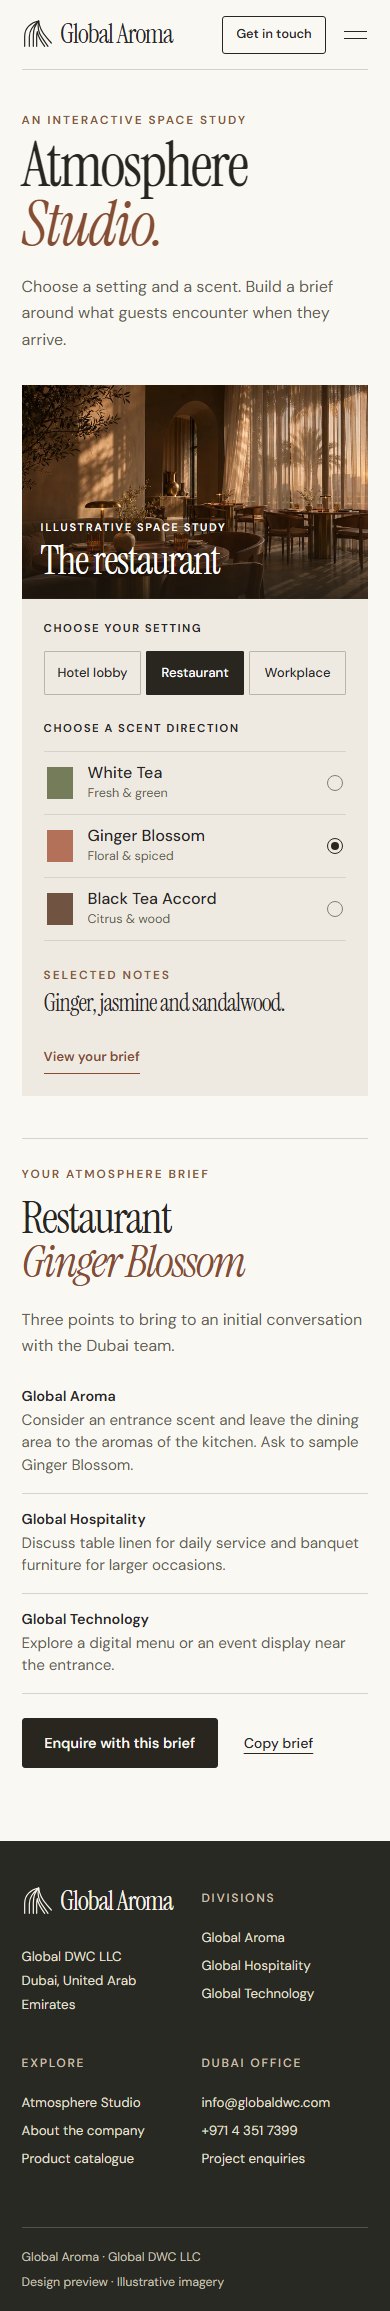 Global Aroma
Get in touch
AN INTERACTIVE SPACE STUDY
Atmosphere
Studio.
Choose a setting and a scent. Build a brief
around what guests encounter when they
arrive.
ILLUSTRATIVE SPACE STUDY
The restaurant
CHOOSE YOUR SETTING
Hotel lobby
Restaurant
Workplace
CHOOSE A SCENT DIRECTION
White Tea
Fresh & green
Ginger Blossom
Floral & spiced
Black Tea Accord
Citrus & wood
SELECTED NOTES
Ginger, jasmine and sandalwood.
View your brief
YOUR ATMOSPHERE BRIEF
Restaurant
Ginger Blossom
Three points to bring to an initial conversation
with the Dubai team.
Global Aroma
Consider an entrance scent and leave the dining
area to the aromas of the kitchen. Ask to sample
Ginger Blossom.
Global Hospitality
Discuss table linen for daily service and banquet
furniture for larger occasions.
Global Technology
Explore a digital menu or an event display near
the entrance.
Enquire with this brief
Copy brief
Global Aroma
Global DWC LLC
Dubai, United Arab
Emirates
DIVISIONS
Global Aroma
Global Hospitality
Global Technology
EXPLORE
Atmosphere Studio
About the company
Product catalogue
DUBAI OFFICE
info@globaldwc.com
+971 4 351 7399
Project enquiries
Global Aroma · Global DWC LLC
Design preview · Illustrative imagery